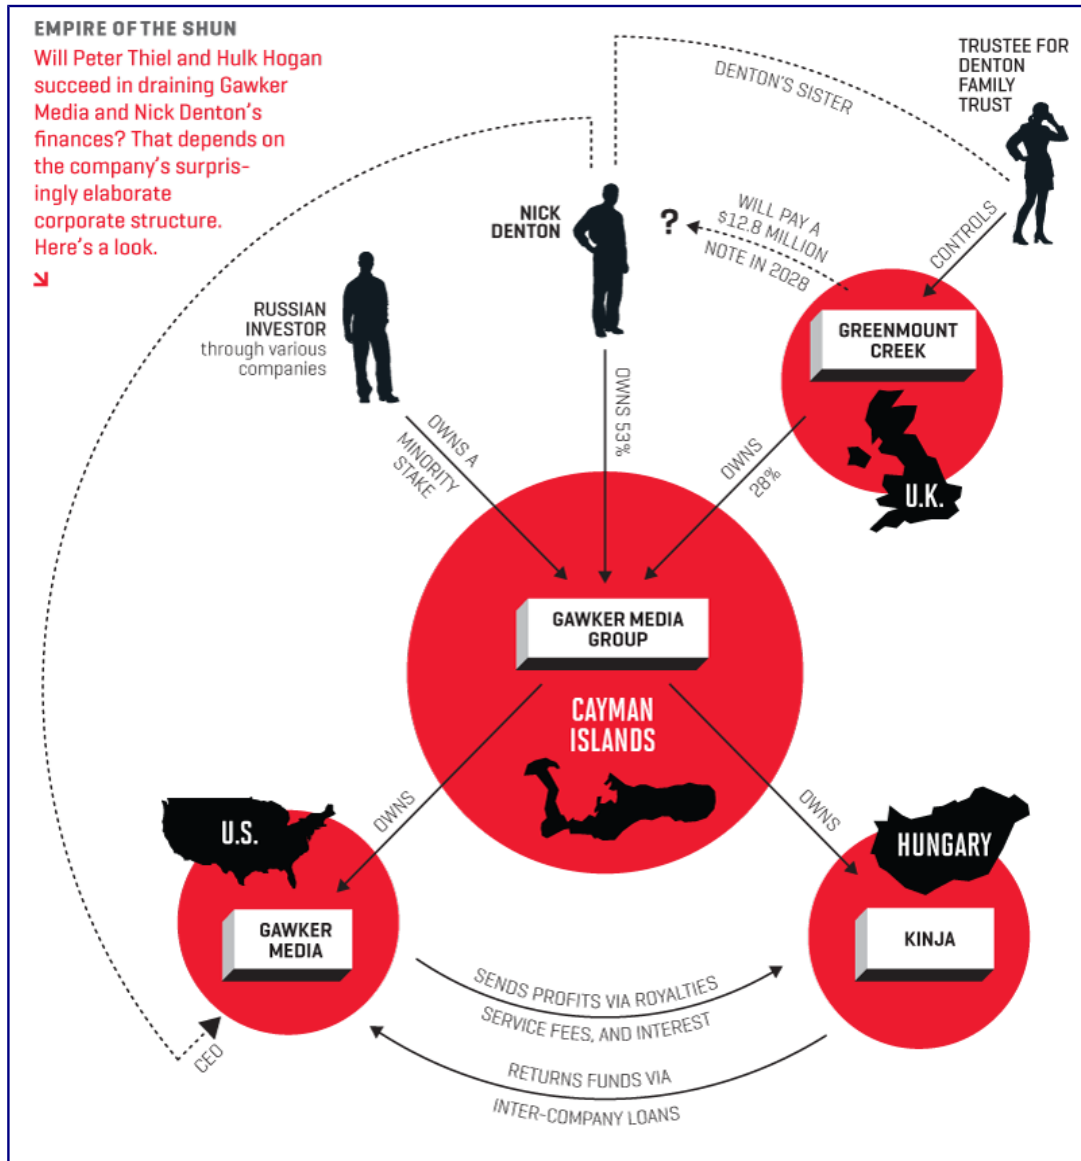 EMPIRE OF THE SHUN
Will Peter Thiel and Hulk Hogan
succeed in draining Gawker
Media and Nick Denton's
finances? That depends on
the company's surpris-
ingly elaborate
corporate structure.
Here's a look.
TRUSTEE FOR
DENTON
FAMILY
TRUST
DENTON'S SISTER
NICK
DENTON
?
WILL PAY A
$12.8 MILLION
NOTE IN 2028
CONTROLS
RUSSIAN
INVESTOR
through various
companies
GREENMOUNT
CREEK
U.K.
OWNS A
MINORITY
STAKE
OWNS 53%
OWNS
28%
GAWKER MEDIA
GROUP
CAYMAN
ISLANDS
OWNS
OWNS
U.S.
GAWKER
MEDIA
HUNGARY
KINJA
CEO
SENDS PROFITS VIA ROYALTIES
SERVICE FEES, AND INTEREST
RETURNS FUNDS VIA
INTER-COMPANY LOANS